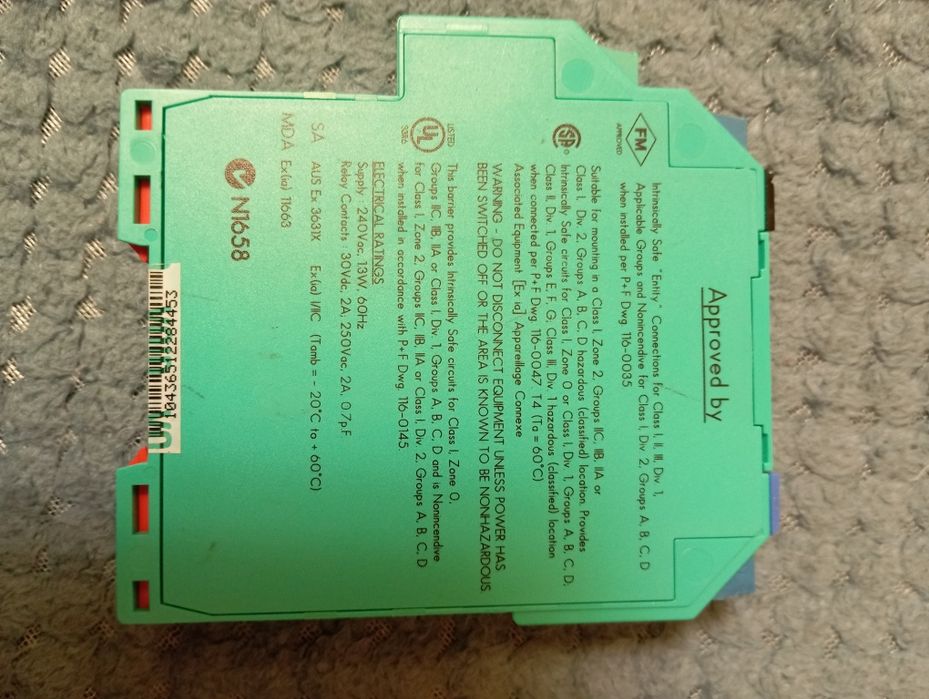 Approved by
FM
APPROVED
Intrinsically Safe "Entity" Connections for Class I, II, III, Div. 1,
Applicable Groups and Nonincendive for Class I, Div. 2, Groups A, B, C, D
when installed per P+F Dwg. 116-0035
Suitable for mounting in a Class I, Zone 2, Groups IIC, IIB, IIA or
Class I, Div. 2, Groups A, B, C, D hazardous (classified) location. Provides
Intrinsically Safe circuits for Class I, Zone 0 or Class I, Div. 1, Groups A, B, C, D;
Class II, Div. 1, Groups E, F, G; Class III, Div. 1 hazardous (classified) location
when connected per P+F Dwg. 116-0047 T4 (Ta = 60°C)
Associated Equipment [Ex ia] Appareillage Connexe
WARNING - DO NOT DISCONNECT EQUIPMENT UNLESS POWER HAS
BEEN SWITCHED OFF OR THE AREA IS KNOWN TO BE NONHAZARDOUS.
LISTED
UL
This barrier provides Intrinsically Safe circuits for Class I, Zone 0,
Groups IIC, IIB, IIA or Class I, Div. 1, Groups A, B, C, D and is Nonincendive
for Class I, Zone 2, Groups IIC, IIB, IIA or Class I, Div. 2, Groups A, B, C, D
when installed in accordance with P+F Dwg. 116-0145.
ELECTRICAL RATINGS
Supply : 240Vac, 1.3W, 60Hz
Relay Contacts : 30Vdc, 2A, 250Vac, 2A, 0.7p.F
SA AUS Ex 3631X Ex(ia) I/IIC (Tamb = - 20°C to + 60°C)
MDA Ex(ia) 11663
N1658